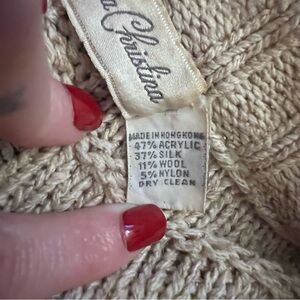 a Christina
MADE IN HONG KONG
47% ACRYLIC
37% SILK
11% WOOL
5% NYLON
DRY CLEAN